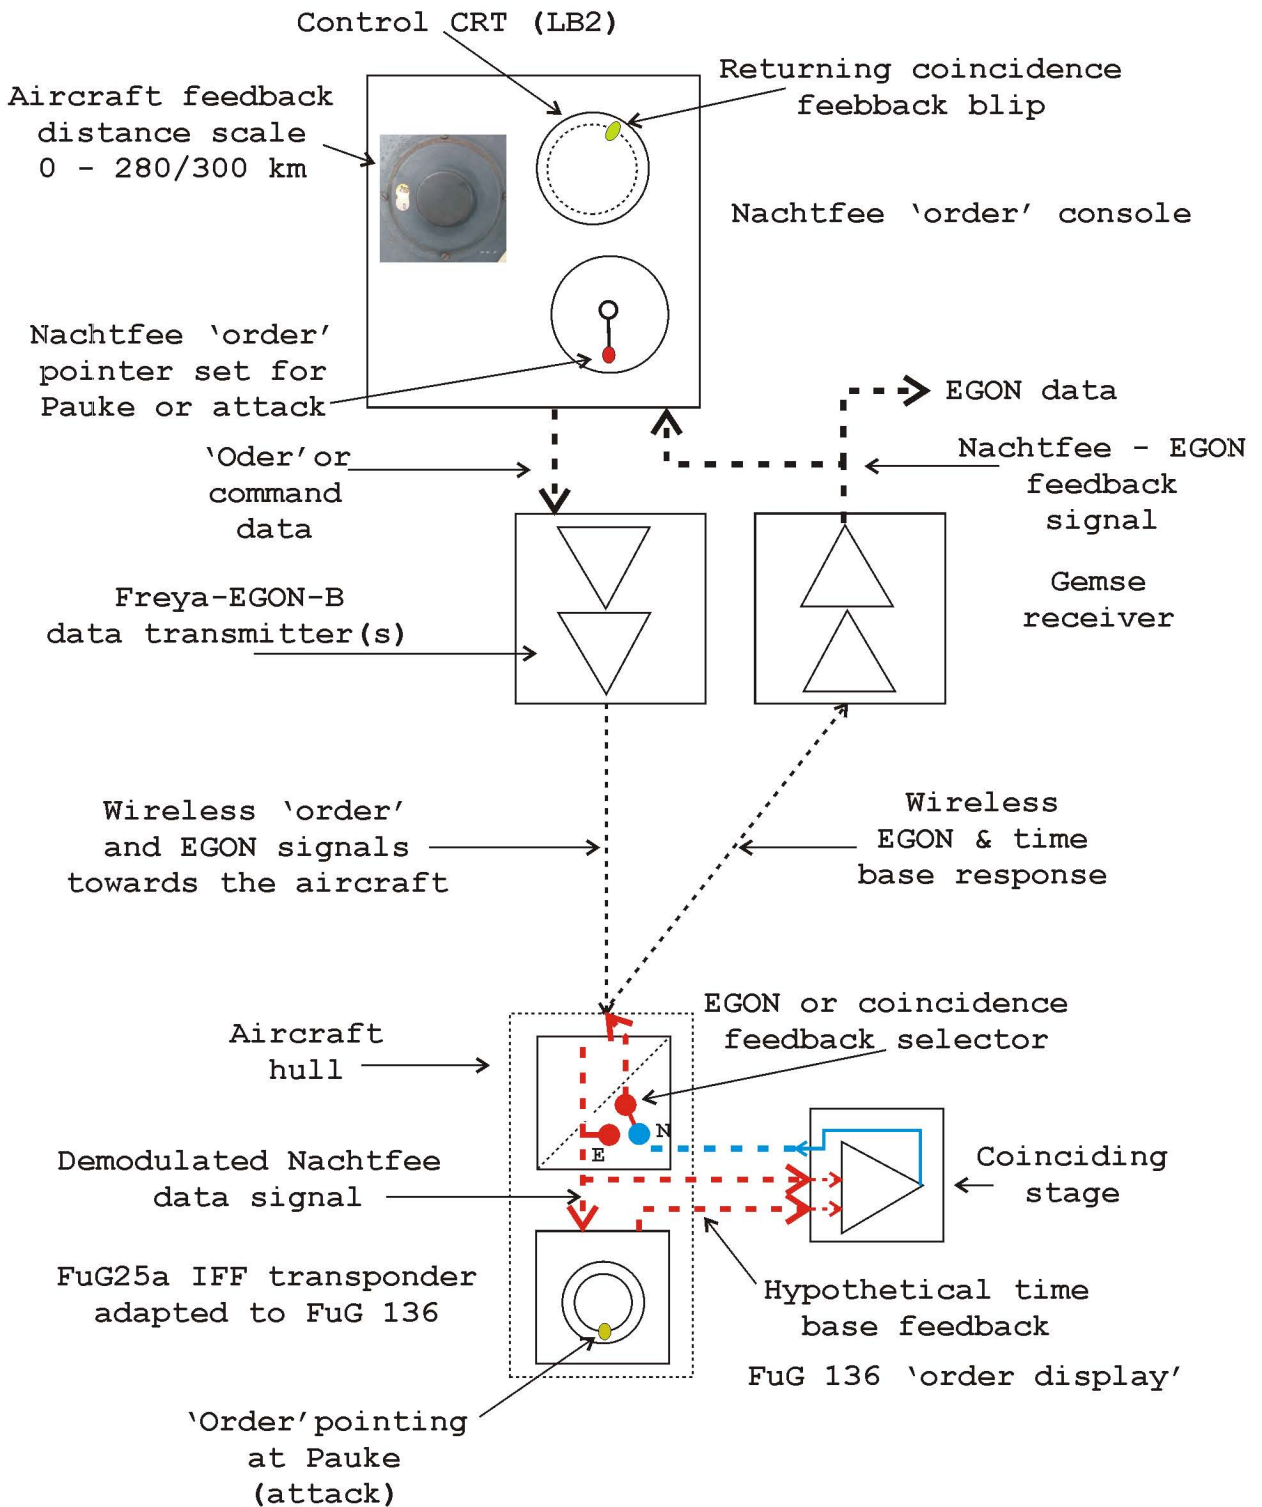 Control CRT (LB2)
Returning coincidence
feebback blip
Aircraft feedback
distance scale
0 - 280/300 km
Nachtfee ‘order’ console
Nachtfee ‘order’
pointer set for
Pauke or attack
EGON data
‘Oder’or
command
data
Nachtfee - EGON
feedback
signal
Freya-EGON-B
data transmitter(s)
Gemse
receiver
Wireless ‘order’
and EGON signals
towards the aircraft
Wireless
EGON & time
base response
EGON or coincidence
feedback selector
Aircraft
hull
N
E
Demodulated Nachtfee
data signal
Coinciding
stage
FuG25a IFF transponder
adapted to FuG 136
Hypothetical time
base feedback
FuG 136 ‘order display’
‘Order’pointing
at Pauke
(attack)